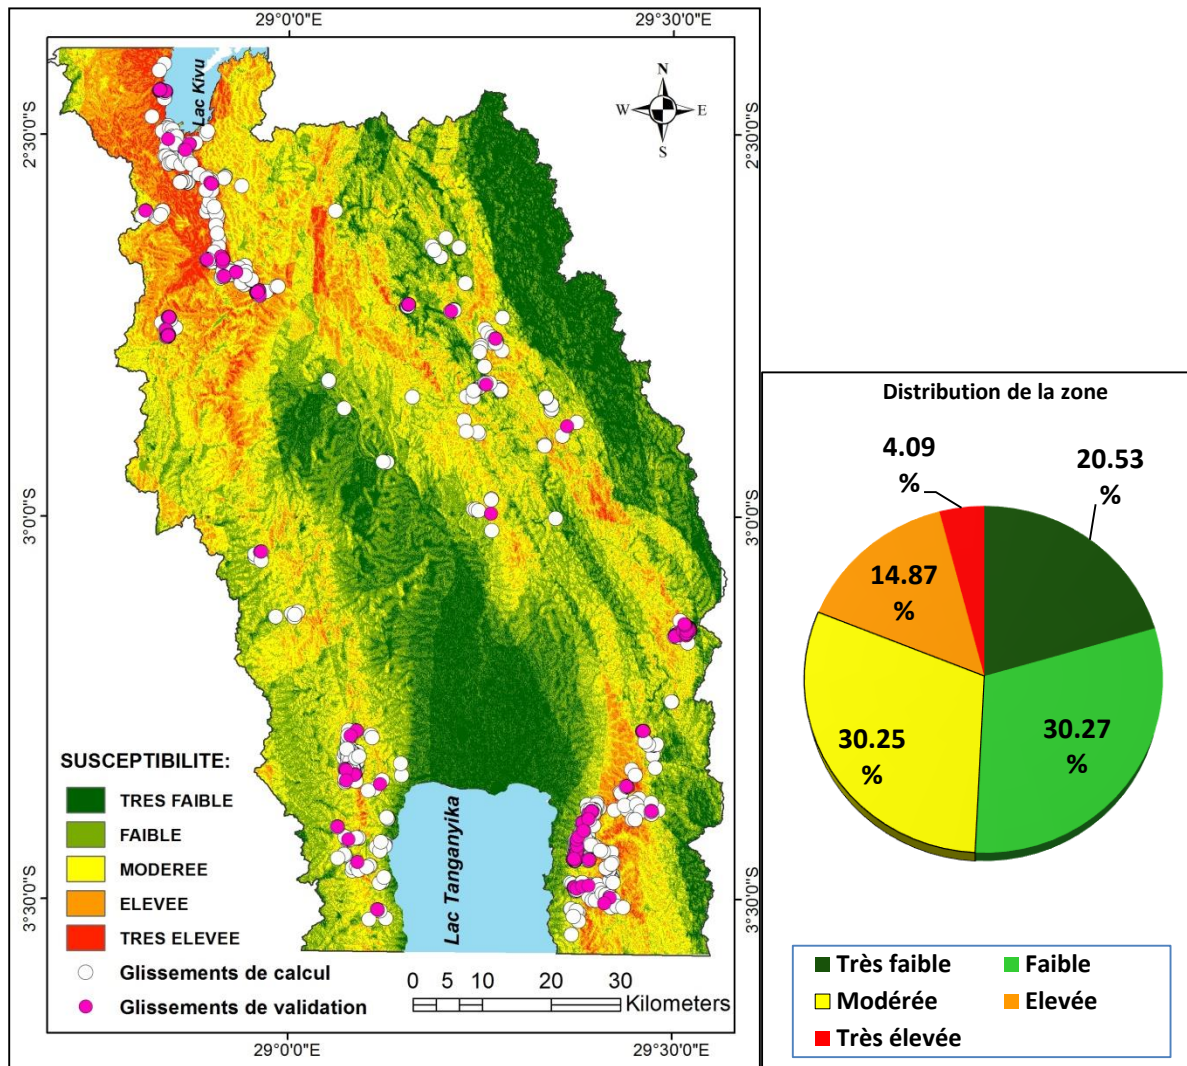 29°0'0"E
29°30'0"E
Lac Kivu
N
W
E
S
2°30'0"S
2°30'0"S
3°0'0"S
3°0'0"S
3°30'0"S
3°30'0"S
SUSCEPTIBILITE:
TRES FAIBLE
FAIBLE
MODEREE
ELEVEE
TRES ELEVEE
Glissements de calcul
Glissements de validation
Lac Tanganyika
0 5 10 20 30
Kilometers
29°0'0"E
29°30'0"E
Distribution de la zone
4.09
%
20.53
%
14.87
%
30.25
%
30.27
%
Très faible
Faible
Modérée
Elevée
Très élevée